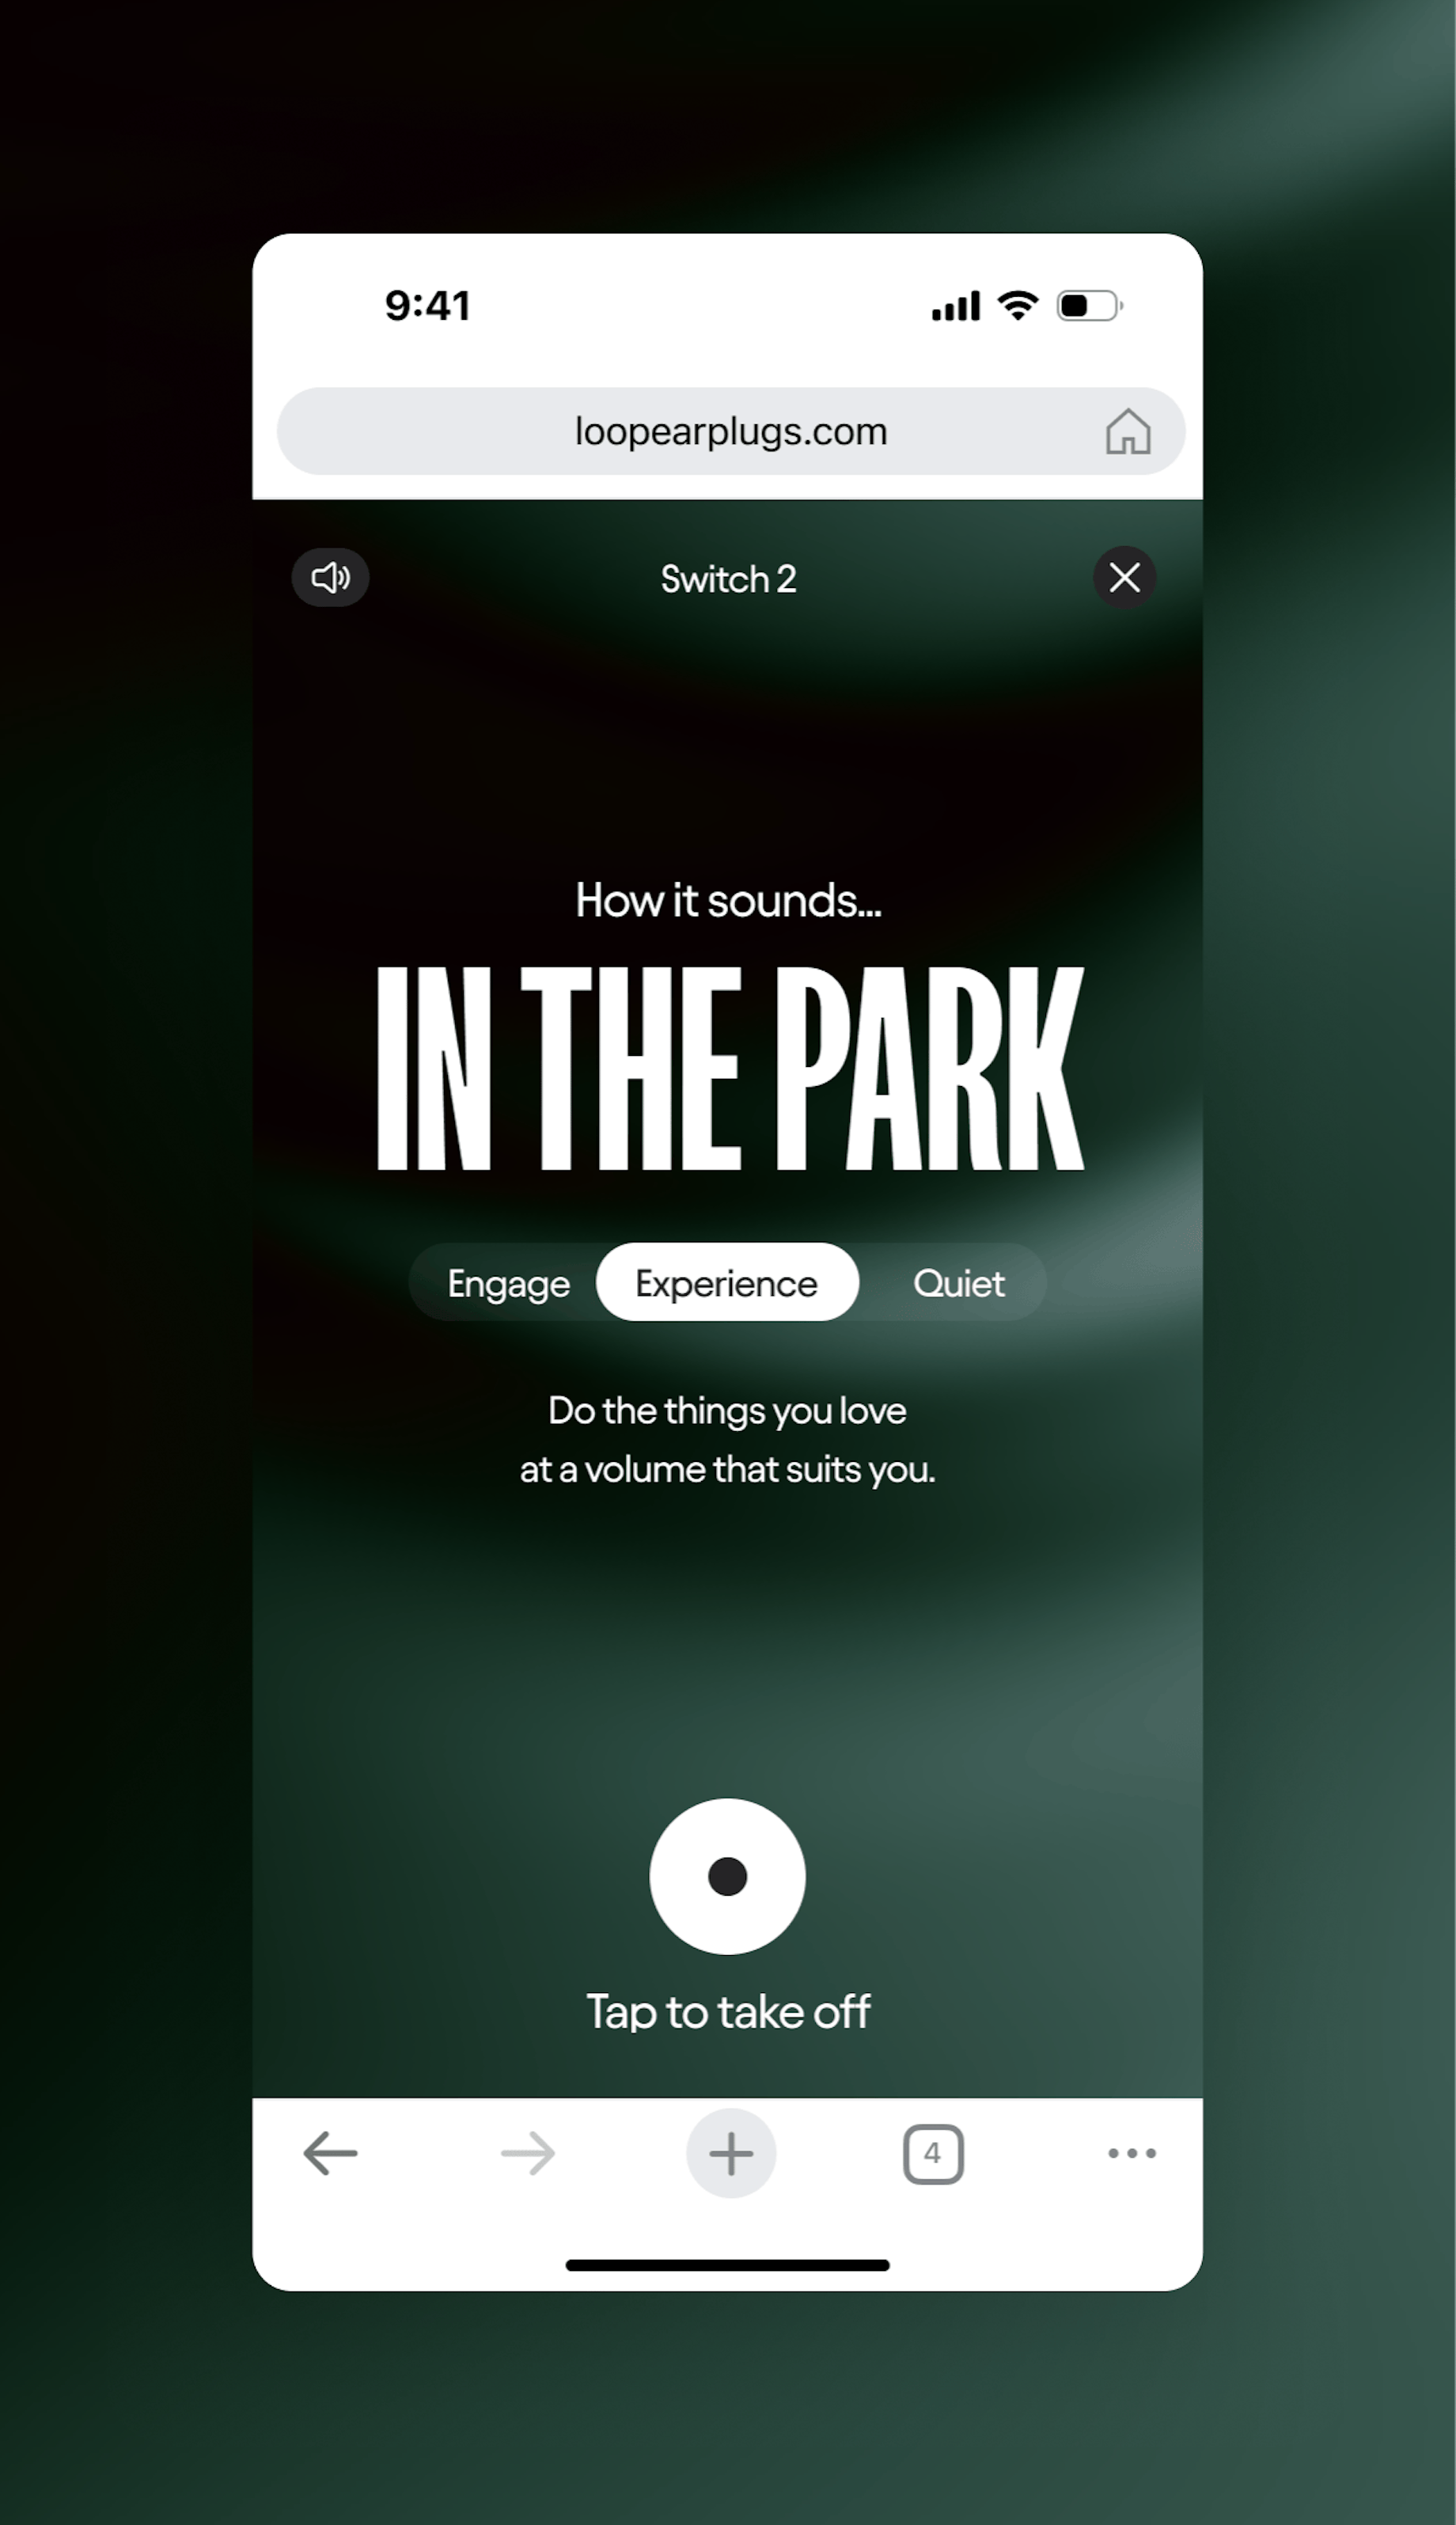 9:41
loopearplugs.com
Switch 2
How it sounds...
IN THE PARK
Engage Experience Quiet
Do the things you love
at a volume that suits you.
Tap to take off
4